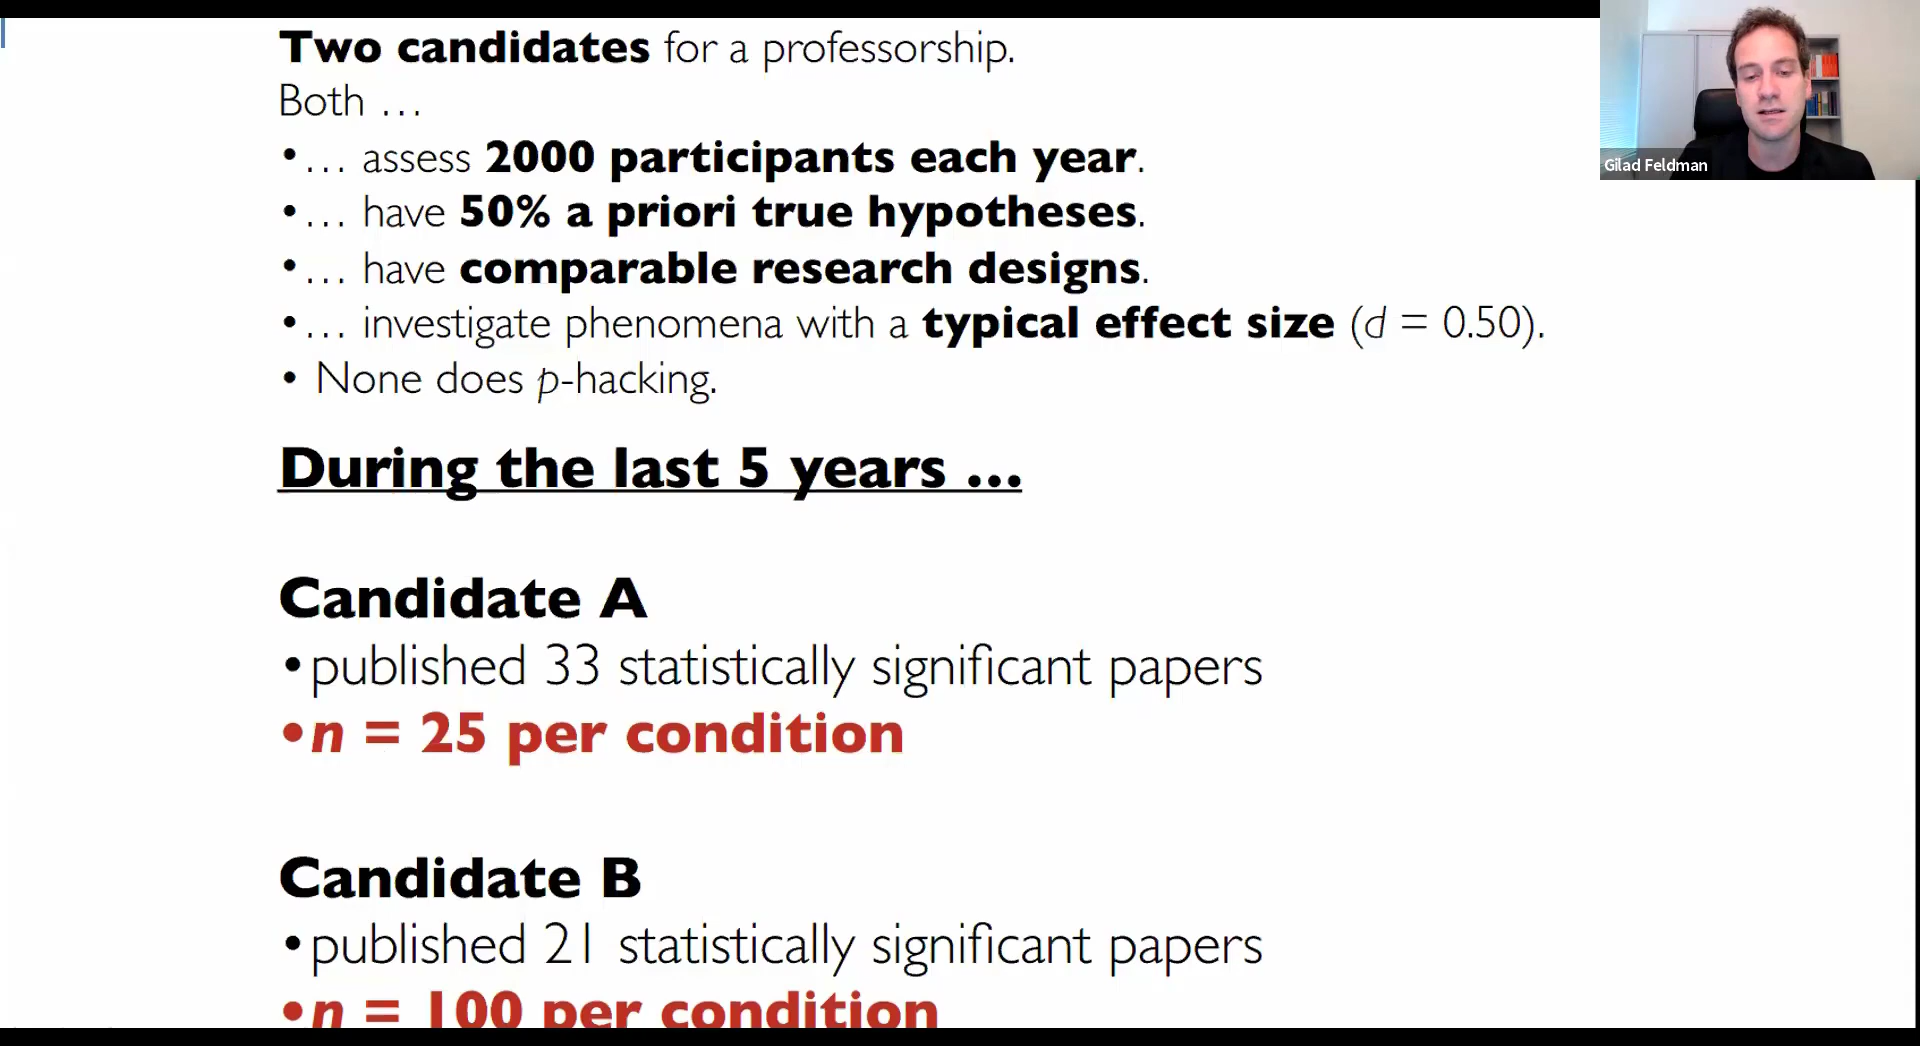 Two candidates for a professorship.
Both …
• … assess 2000 participants each year.
• … have 50% a priori true hypotheses.
• … have comparable research designs.
• … investigate phenomena with a typical effect size (d = 0.50).
• None does p-hacking.
During the last 5 years …
Candidate A
• published 33 statistically significant papers
• n = 25 per condition
Candidate B
• published 21 statistically significant papers
• n = 100 per condition
Gilad Feldman